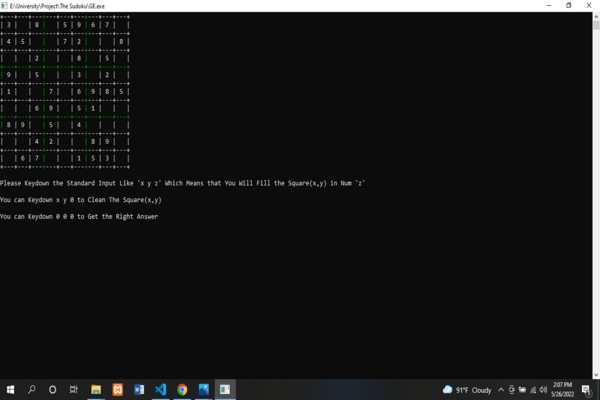 E:\University\Project\The Sudoku\GE.exe
+---+---+---+---+---+---+---+---+---+
| 3 |   | 8 |   | 5 | 9 | 6 | 7 |   |
+---+---+---+---+---+---+---+---+---+
| 4 | 5 |   |   | 7 | 2 |   |   | 8 |
+---+---+---+---+---+---+---+---+---+
|   |   | 2 |   |   | 8 |   | 5 |   |
+---+---+---+---+---+---+---+---+---+
| 9 |   | 5 |   |   | 3 |   | 2 |   |
+---+---+---+---+---+---+---+---+---+
| 1 |   |   | 7 |   | 6 | 9 | 8 | 5 |
+---+---+---+---+---+---+---+---+---+
|   |   | 6 | 9 |   | 5 | 1 |   |   |
+---+---+---+---+---+---+---+---+---+
| 8 | 9 |   | 5 |   | 4 |   |   |   |
+---+---+---+---+---+---+---+---+---+
|   |   | 4 | 2 |   |   | 8 | 9 |   |
+---+---+---+---+---+---+---+---+---+
|   | 6 | 7 |   |   | 1 | 5 | 3 |   |
+---+---+---+---+---+---+---+---+---+
Please Keydown the Standard Input Like 'x y z' Which Means that You Will Fill the Square(x,y) in Num 'z'
You can Keydown x y 0 to Clean The Square(x,y)
You can Keydown 0 0 0 to Get the Right Answer
91°F Cloudy
2:07 PM
5/26/2022